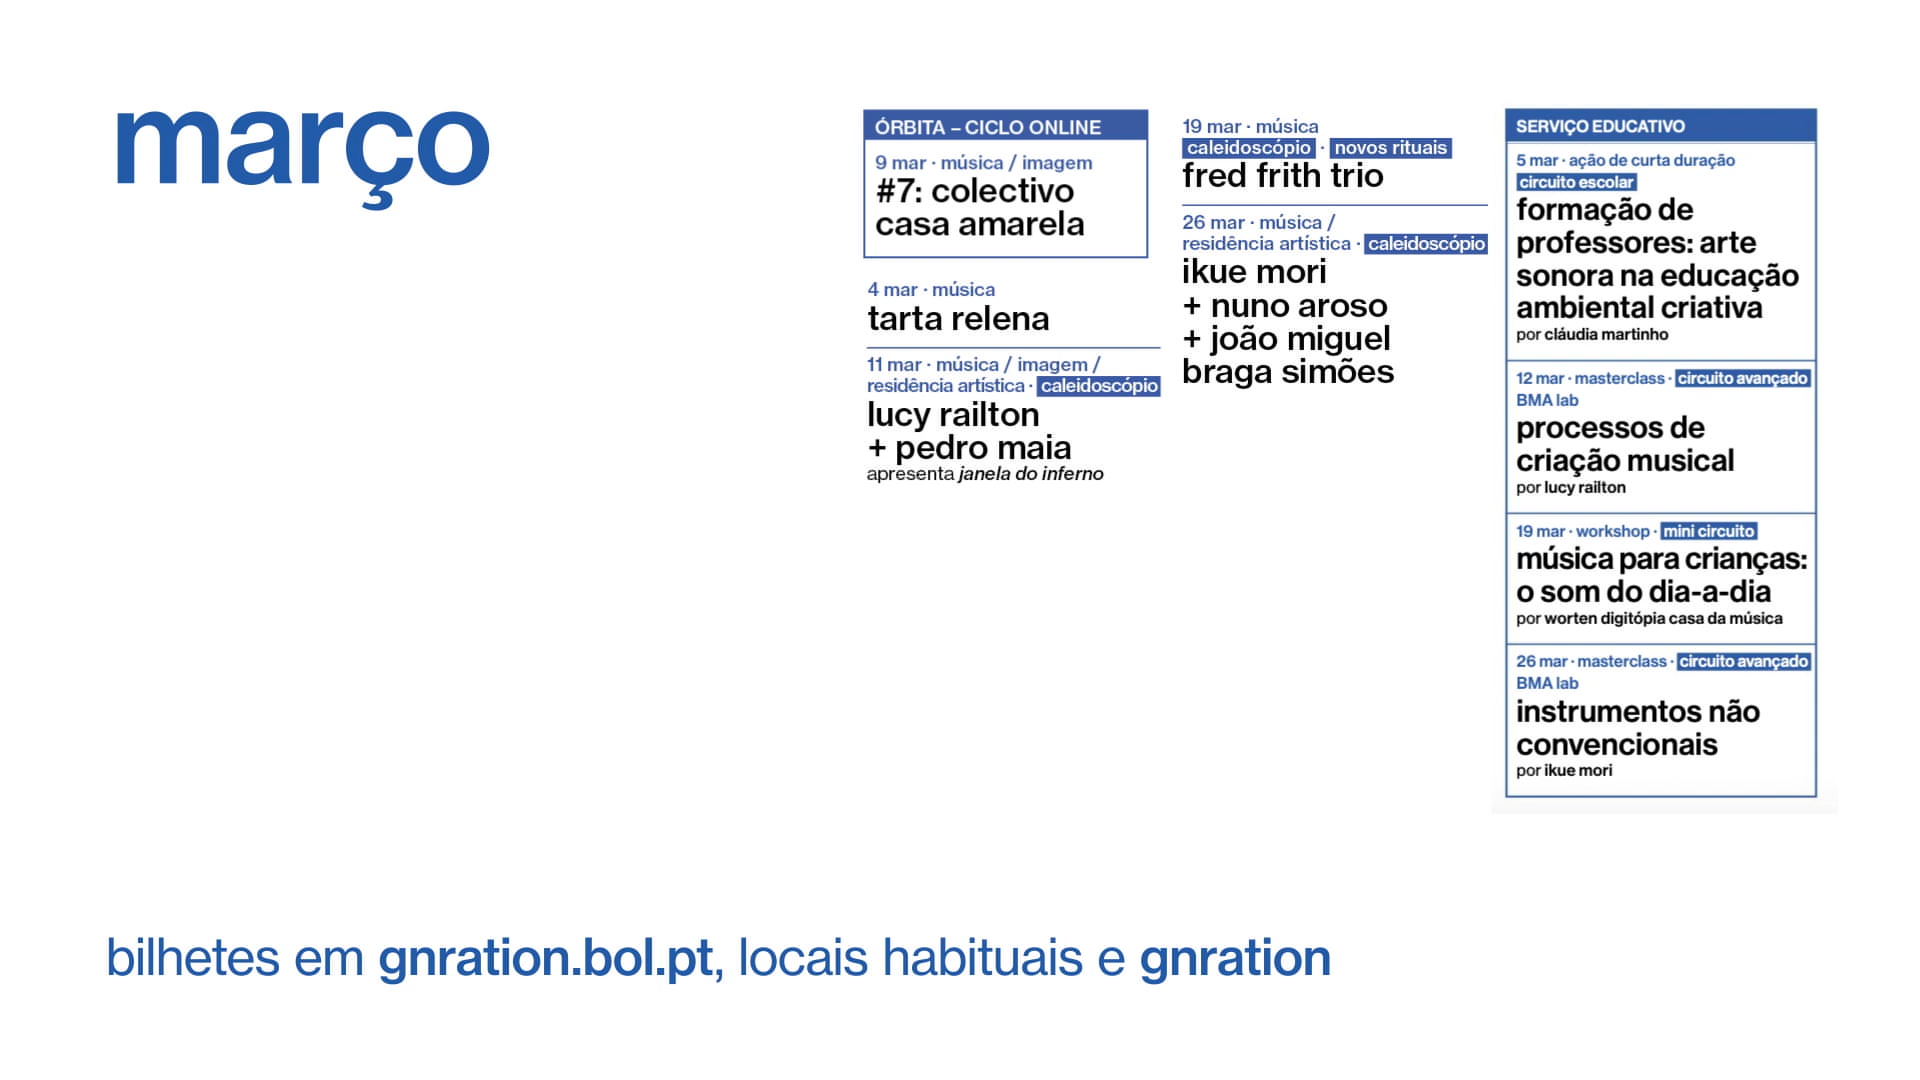 março
ÓRBITA – CICLO ONLINE
9 mar · música / imagem
#7: colectivo
casa amarela
4 mar · música
tarta relena
11 mar · música / imagem /
residência artística · caleidoscópio
lucy railton
+ pedro maia
apresenta janela do inferno
19 mar · música
caleidoscópio · novos rituais
fred frith trio
26 mar · música /
residência artística · caleidoscópio
ikue mori
+ nuno aroso
+ joão miguel
braga simões
SERVIÇO EDUCATIVO
5 mar · ação de curta duração
circuito escolar
formação de
professores: arte
sonora na educação
ambiental criativa
por cláudia martinho
12 mar · masterclass · circuito avançado
BMA lab
processos de
criação musical
por lucy railton
19 mar · workshop · mini circuito
música para crianças:
o som do dia-a-dia
por worten digitópia casa da música
26 mar · masterclass · circuito avançado
BMA lab
instrumentos não
convencionais
por ikue mori
bilhetes em gnration.bol.pt, locais habituais e gnration